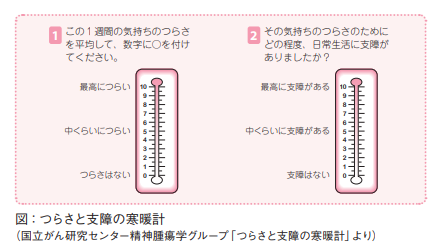 1 この1週間の気持ちのつらさ
を平均して、数字に○を付け
てください。
最高につらい
中くらいにつらい
つらさはない
10
9
8
7
6
5
4
3
2
1
0
2 その気持ちのつらさのために
どの程度、日常生活に支障が
ありましたか？
最高に支障がある
中くらいに支障がある
支障はない
10
9
8
7
6
5
4
3
2
1
0
図：つらさと支障の寒暖計
（国立がん研究センター精神腫瘍学グループ「つらさと支障の寒暖計」より）